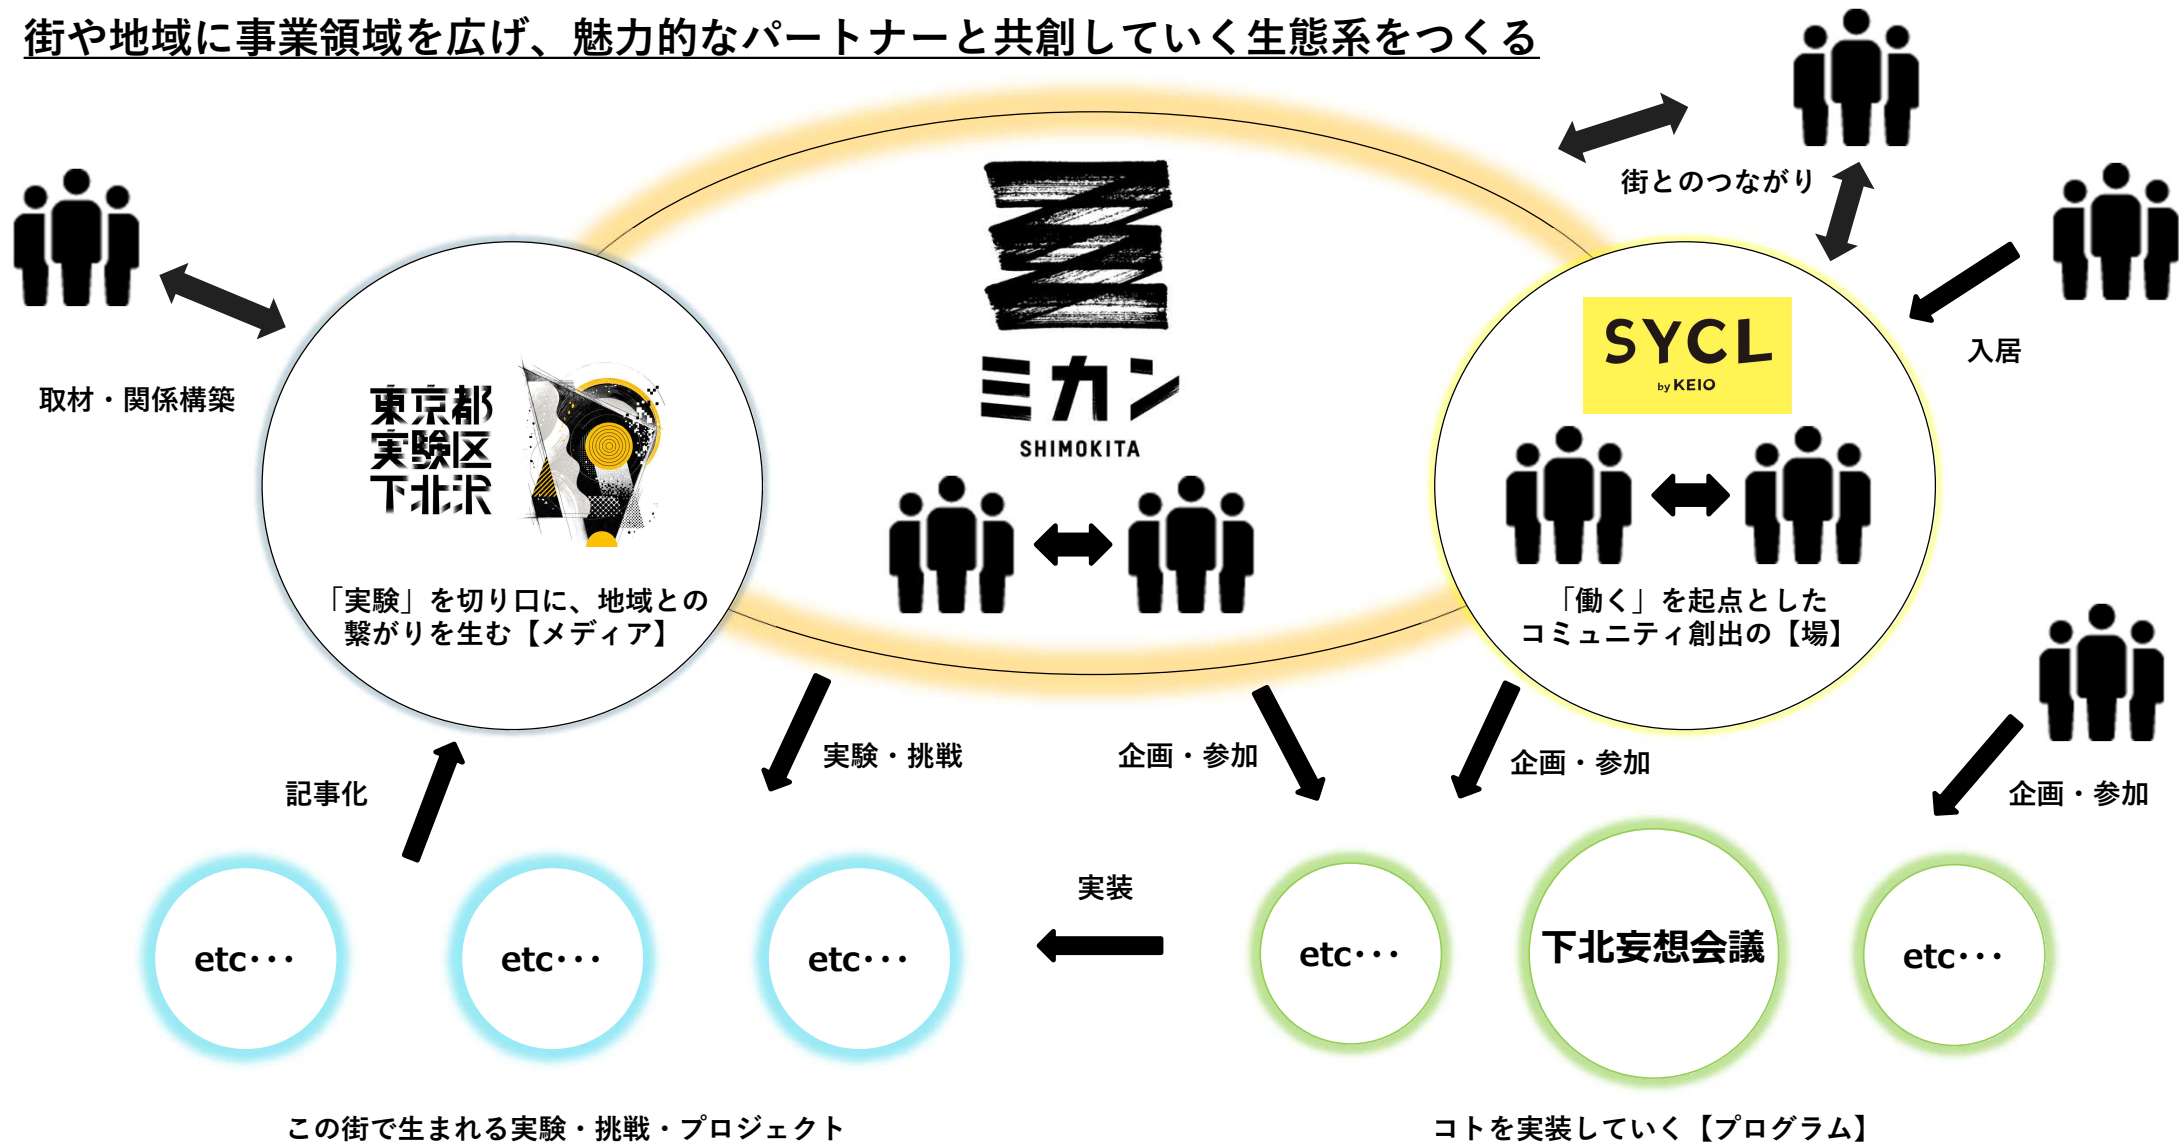 街や地域に事業領域を広げ、魅力的なパートナーと共創していく生態系をつくる
街とのつながり
入居
取材・関係構築
東京都
実験区
下北沢
「実験」を切り口に、地域との
繋がりを生む【メディア】
ミカン
SHIMOKITA
SYCL
by KEIO
「働く」を起点とした
コミュニティ創出の【場】
記事化
実験・挑戦
企画・参加
企画・参加
企画・参加
実装
etc・・・
etc・・・
etc・・・
etc・・・
下北妄想会議
etc・・・
この街で生まれる実験・挑戦・プロジェクト
コトを実装していく【プログラム】